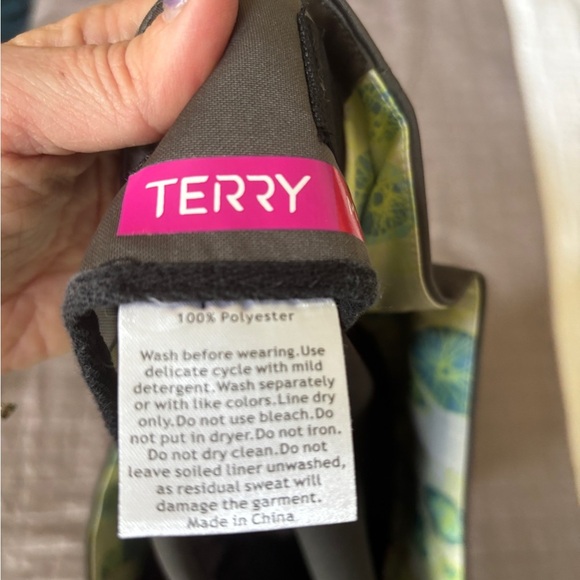 TERRY
100% Polyester
Wash before wearing.Use
delicate cycle with mild
detergent.Wash separately
or with like colors.Line dry
only.Do not use bleach.Do
not put in dryer.Do not iron.
Do not dry clean.Do not
leave soiled liner unwashed,
as residual sweat will
damage the garment.
Made in China